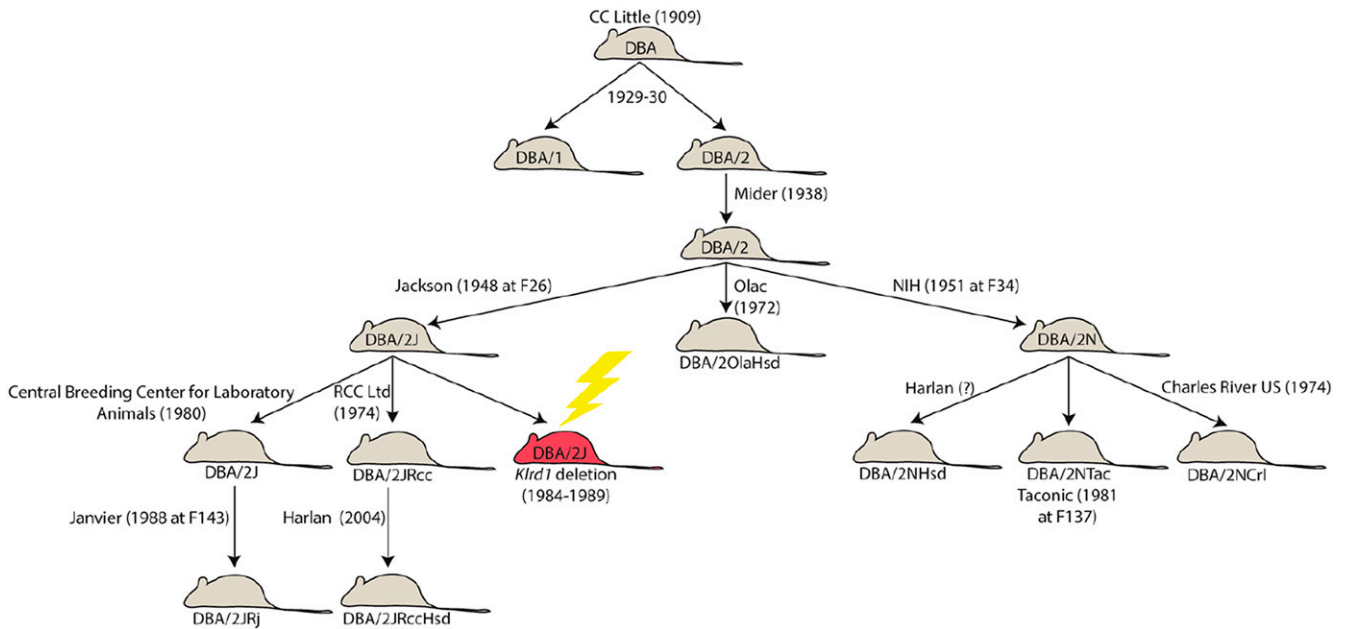 CC Little (1909)
DBA
1929-30
DBA/1
DBA/2
Mider (1938)
DBA/2
Jackson (1948 at F26)
Olac
(1972)
NIH (1951 at F34)
DBA/2J
DBA/2OlaHsd
DBA/2N
Central Breeding Center for Laboratory
Animals (1980)
RCC Ltd
(1974)
Harlan (?)
Charles River US (1974)
DBA/2J
DBA/2JRcc
DBA/2J
Klrd1 deletion
(1984-1989)
DBA/2NHsd
DBA/2NTac
Taconic (1981
at F137)
DBA/2NCrl
Janvier (1988 at F143)
Harlan (2004)
DBA/2JRj
DBA/2JRccHsd